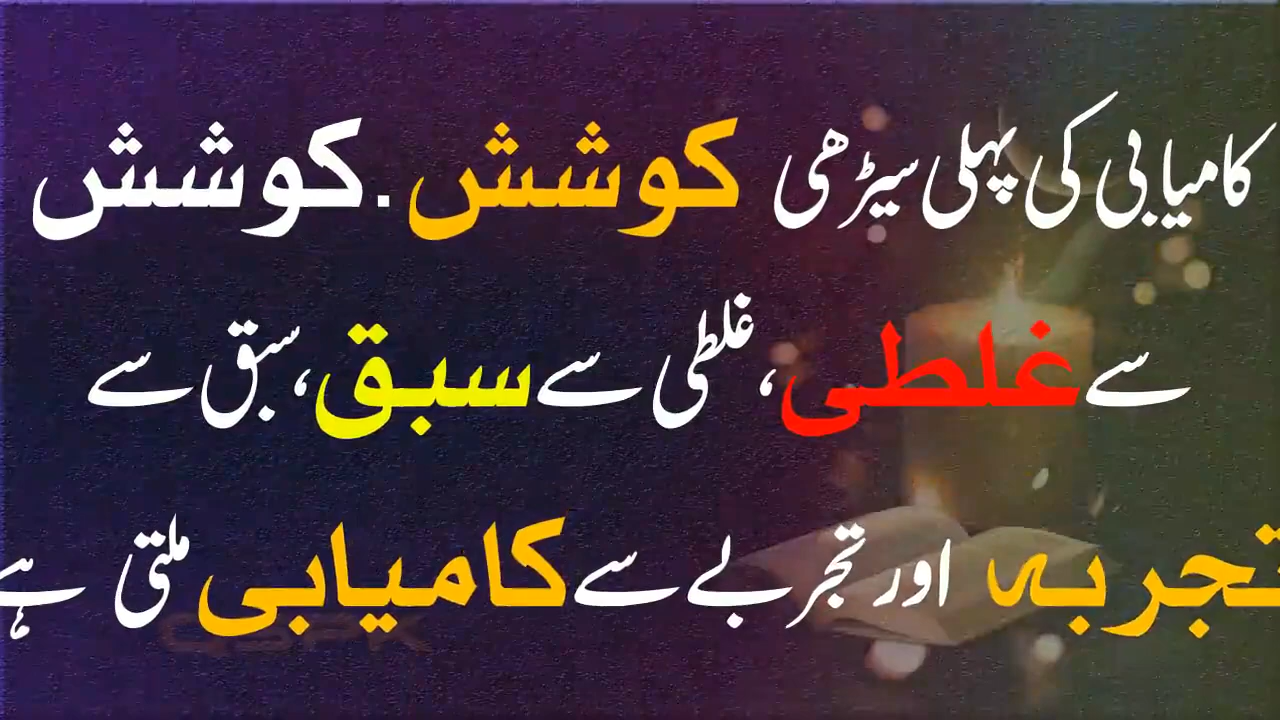 کامیابی کی پہلی سیڑھی کوشش. کوشش
سے غلطی، غلطی سے سبق، سبق سے
تجربہ اور تجربے سے کامیابی ملتی ہے
QSPK